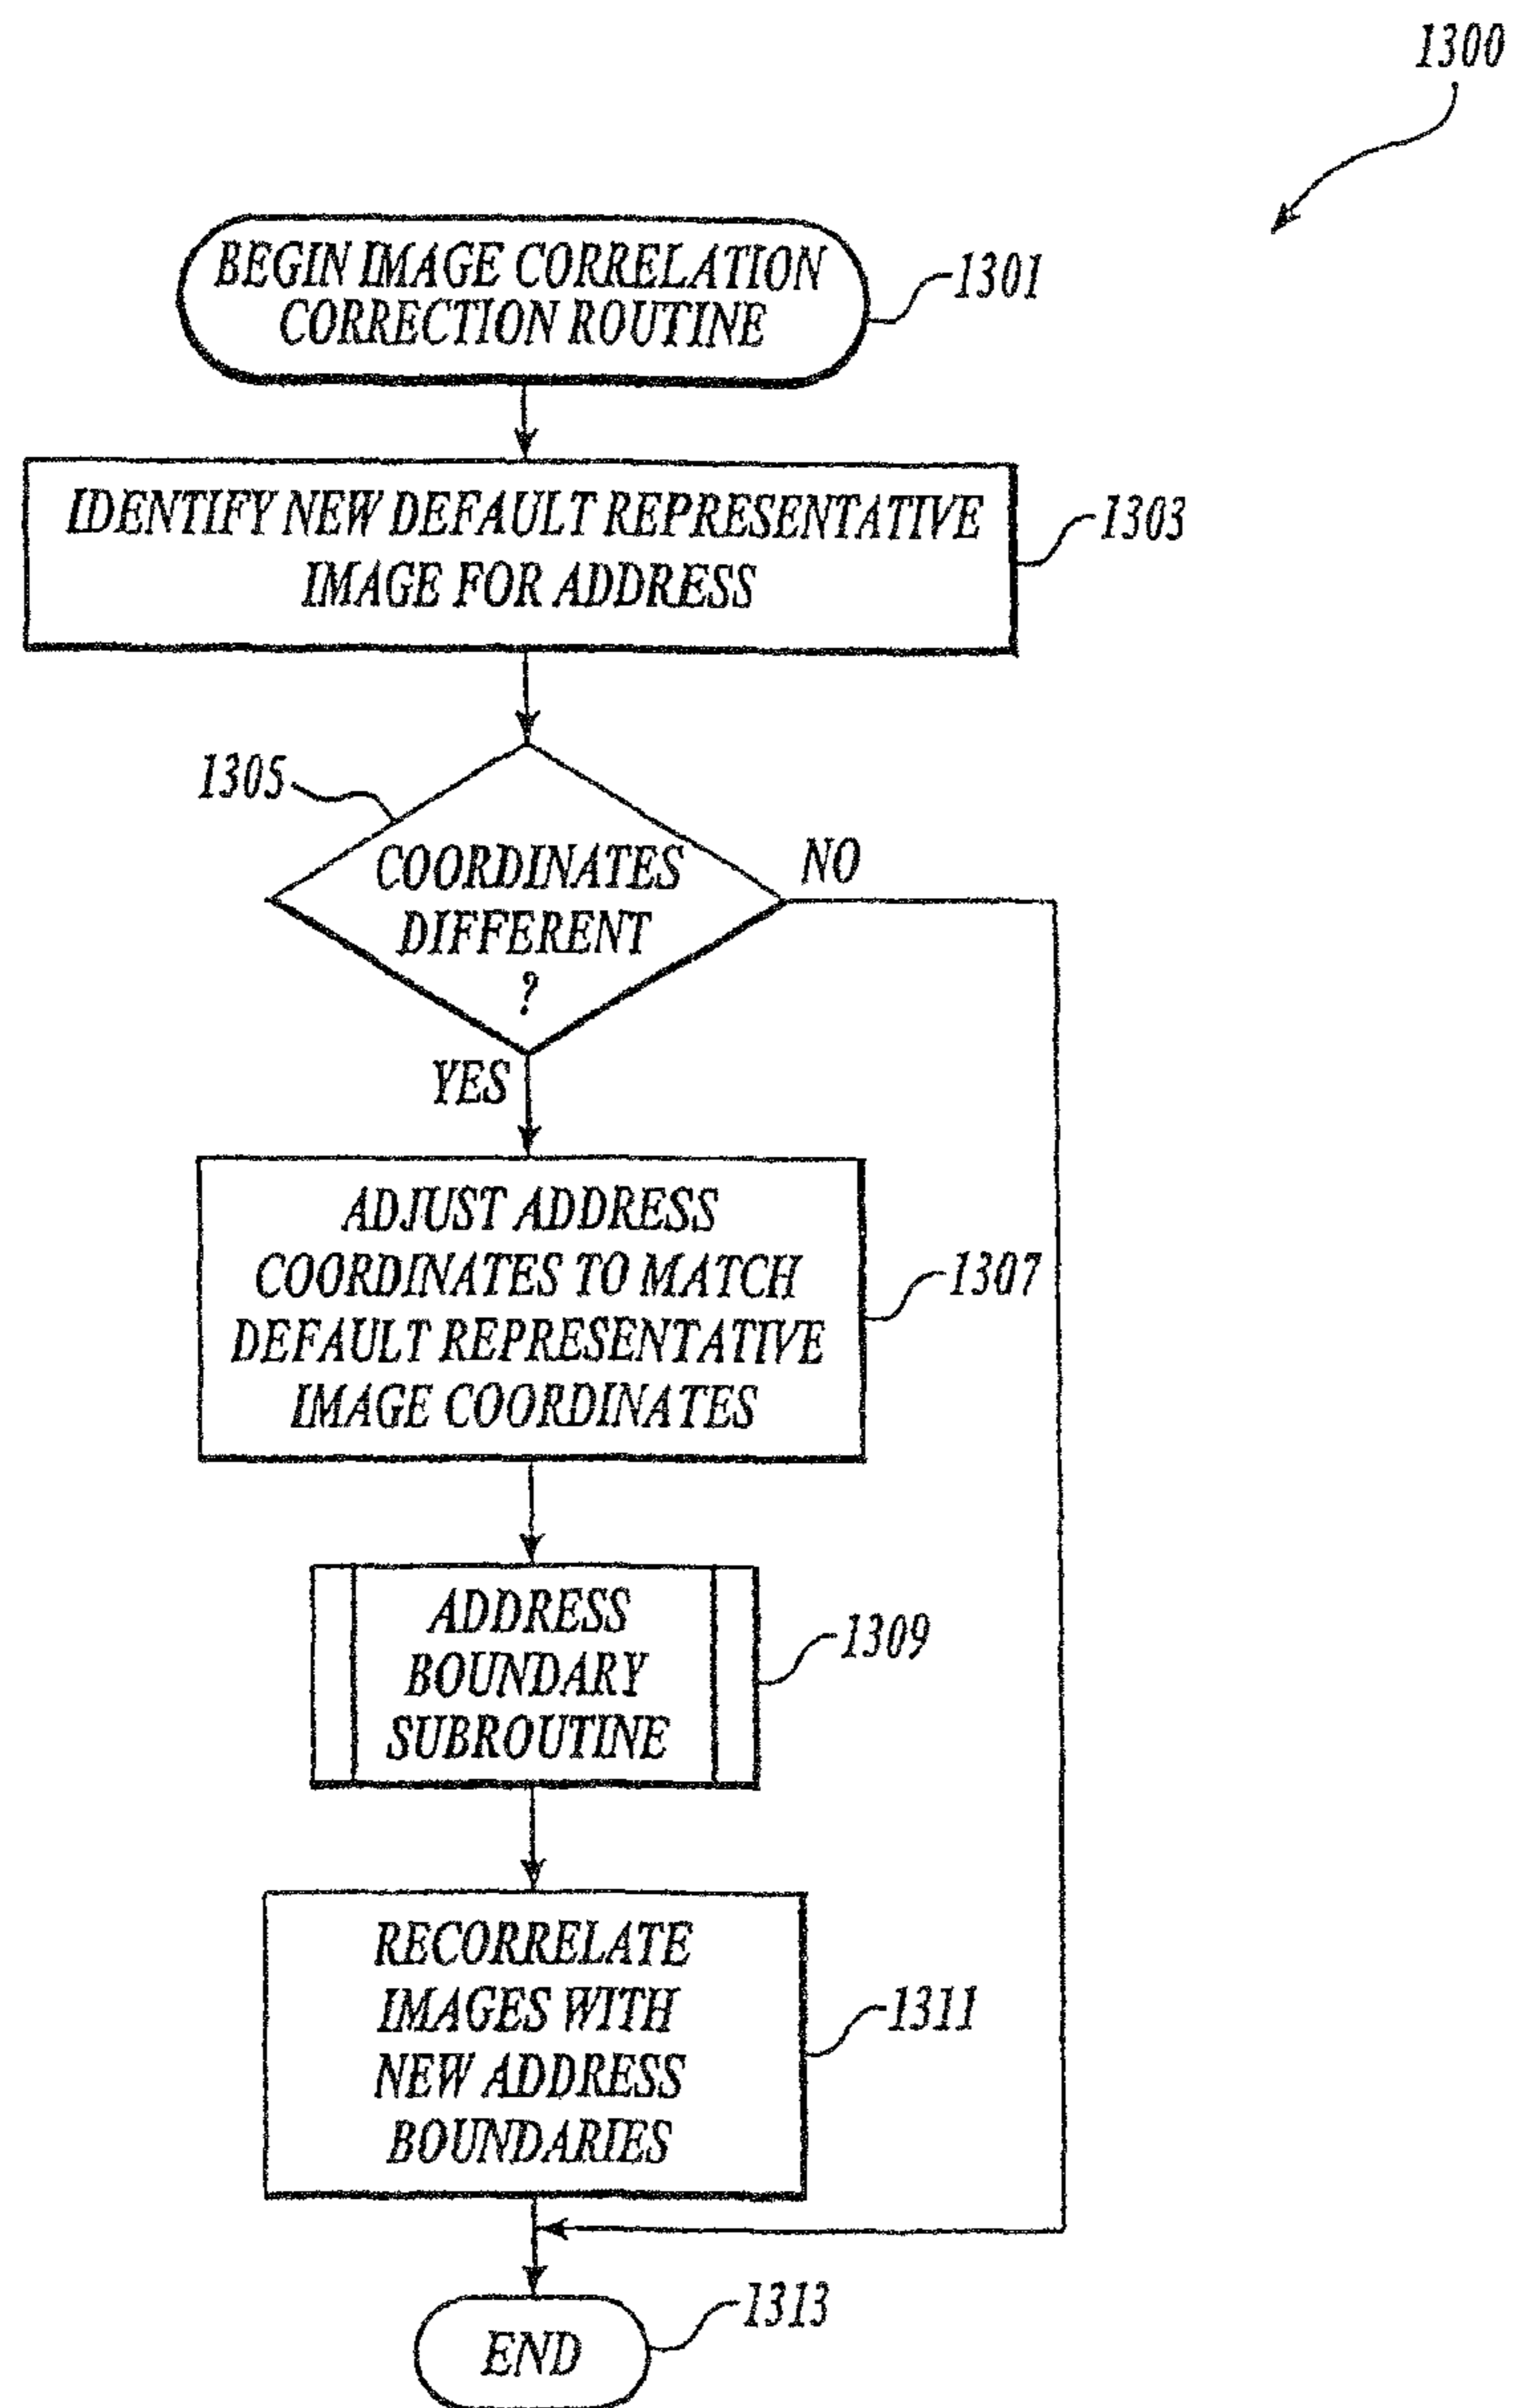 1300
BEGIN IMAGE CORRELATION
CORRECTION ROUTINE
1301
IDENTIFY NEW DEFAULT REPRESENTATIVE
IMAGE FOR ADDRESS
1303
1305
COORDINATES
DIFFERENT
?
NO
YES
ADJUST ADDRESS
COORDINATES TO MATCH
DEFAULT REPRESENTATIVE
IMAGE COORDINATES
1307
ADDRESS
BOUNDARY
SUBROUTINE
1309
RECORRELATE
IMAGES WITH
NEW ADDRESS
BOUNDARIES
1311
END
1313